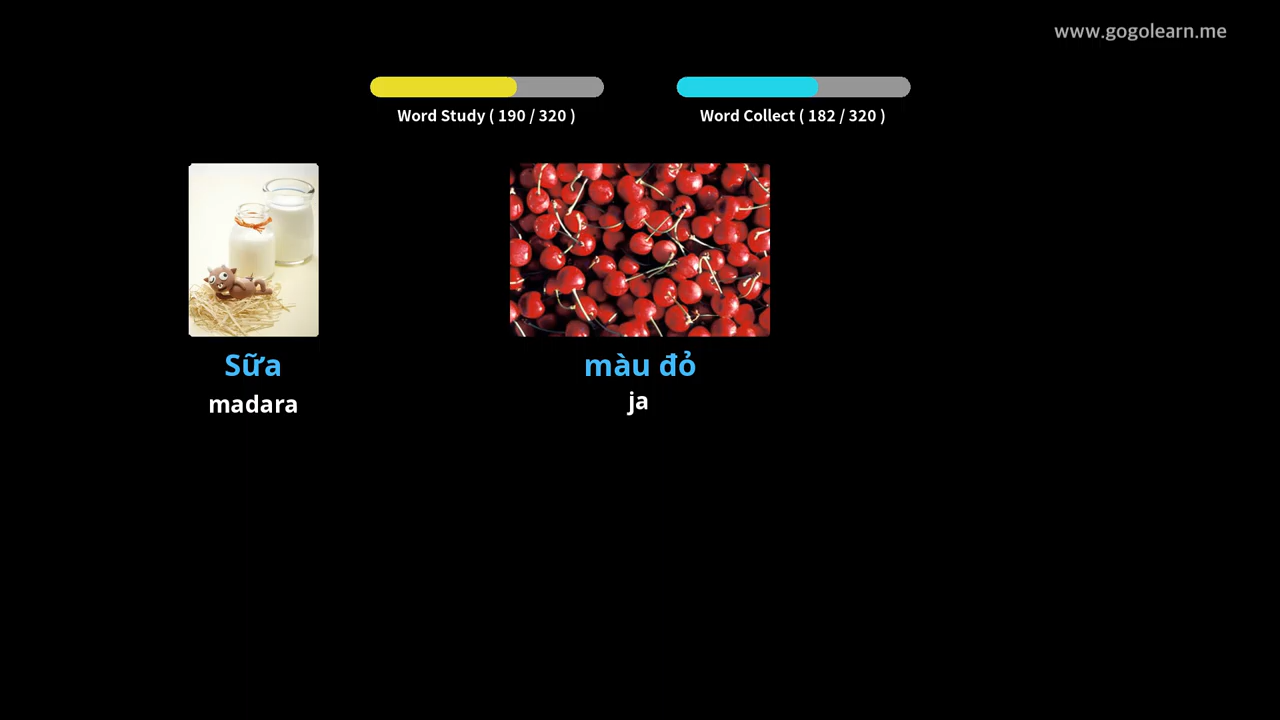 www.gogolearn.me
Word Study ( 190 / 320 )
Word Collect ( 182 / 320 )
Sữa
madara
màu đỏ
ja